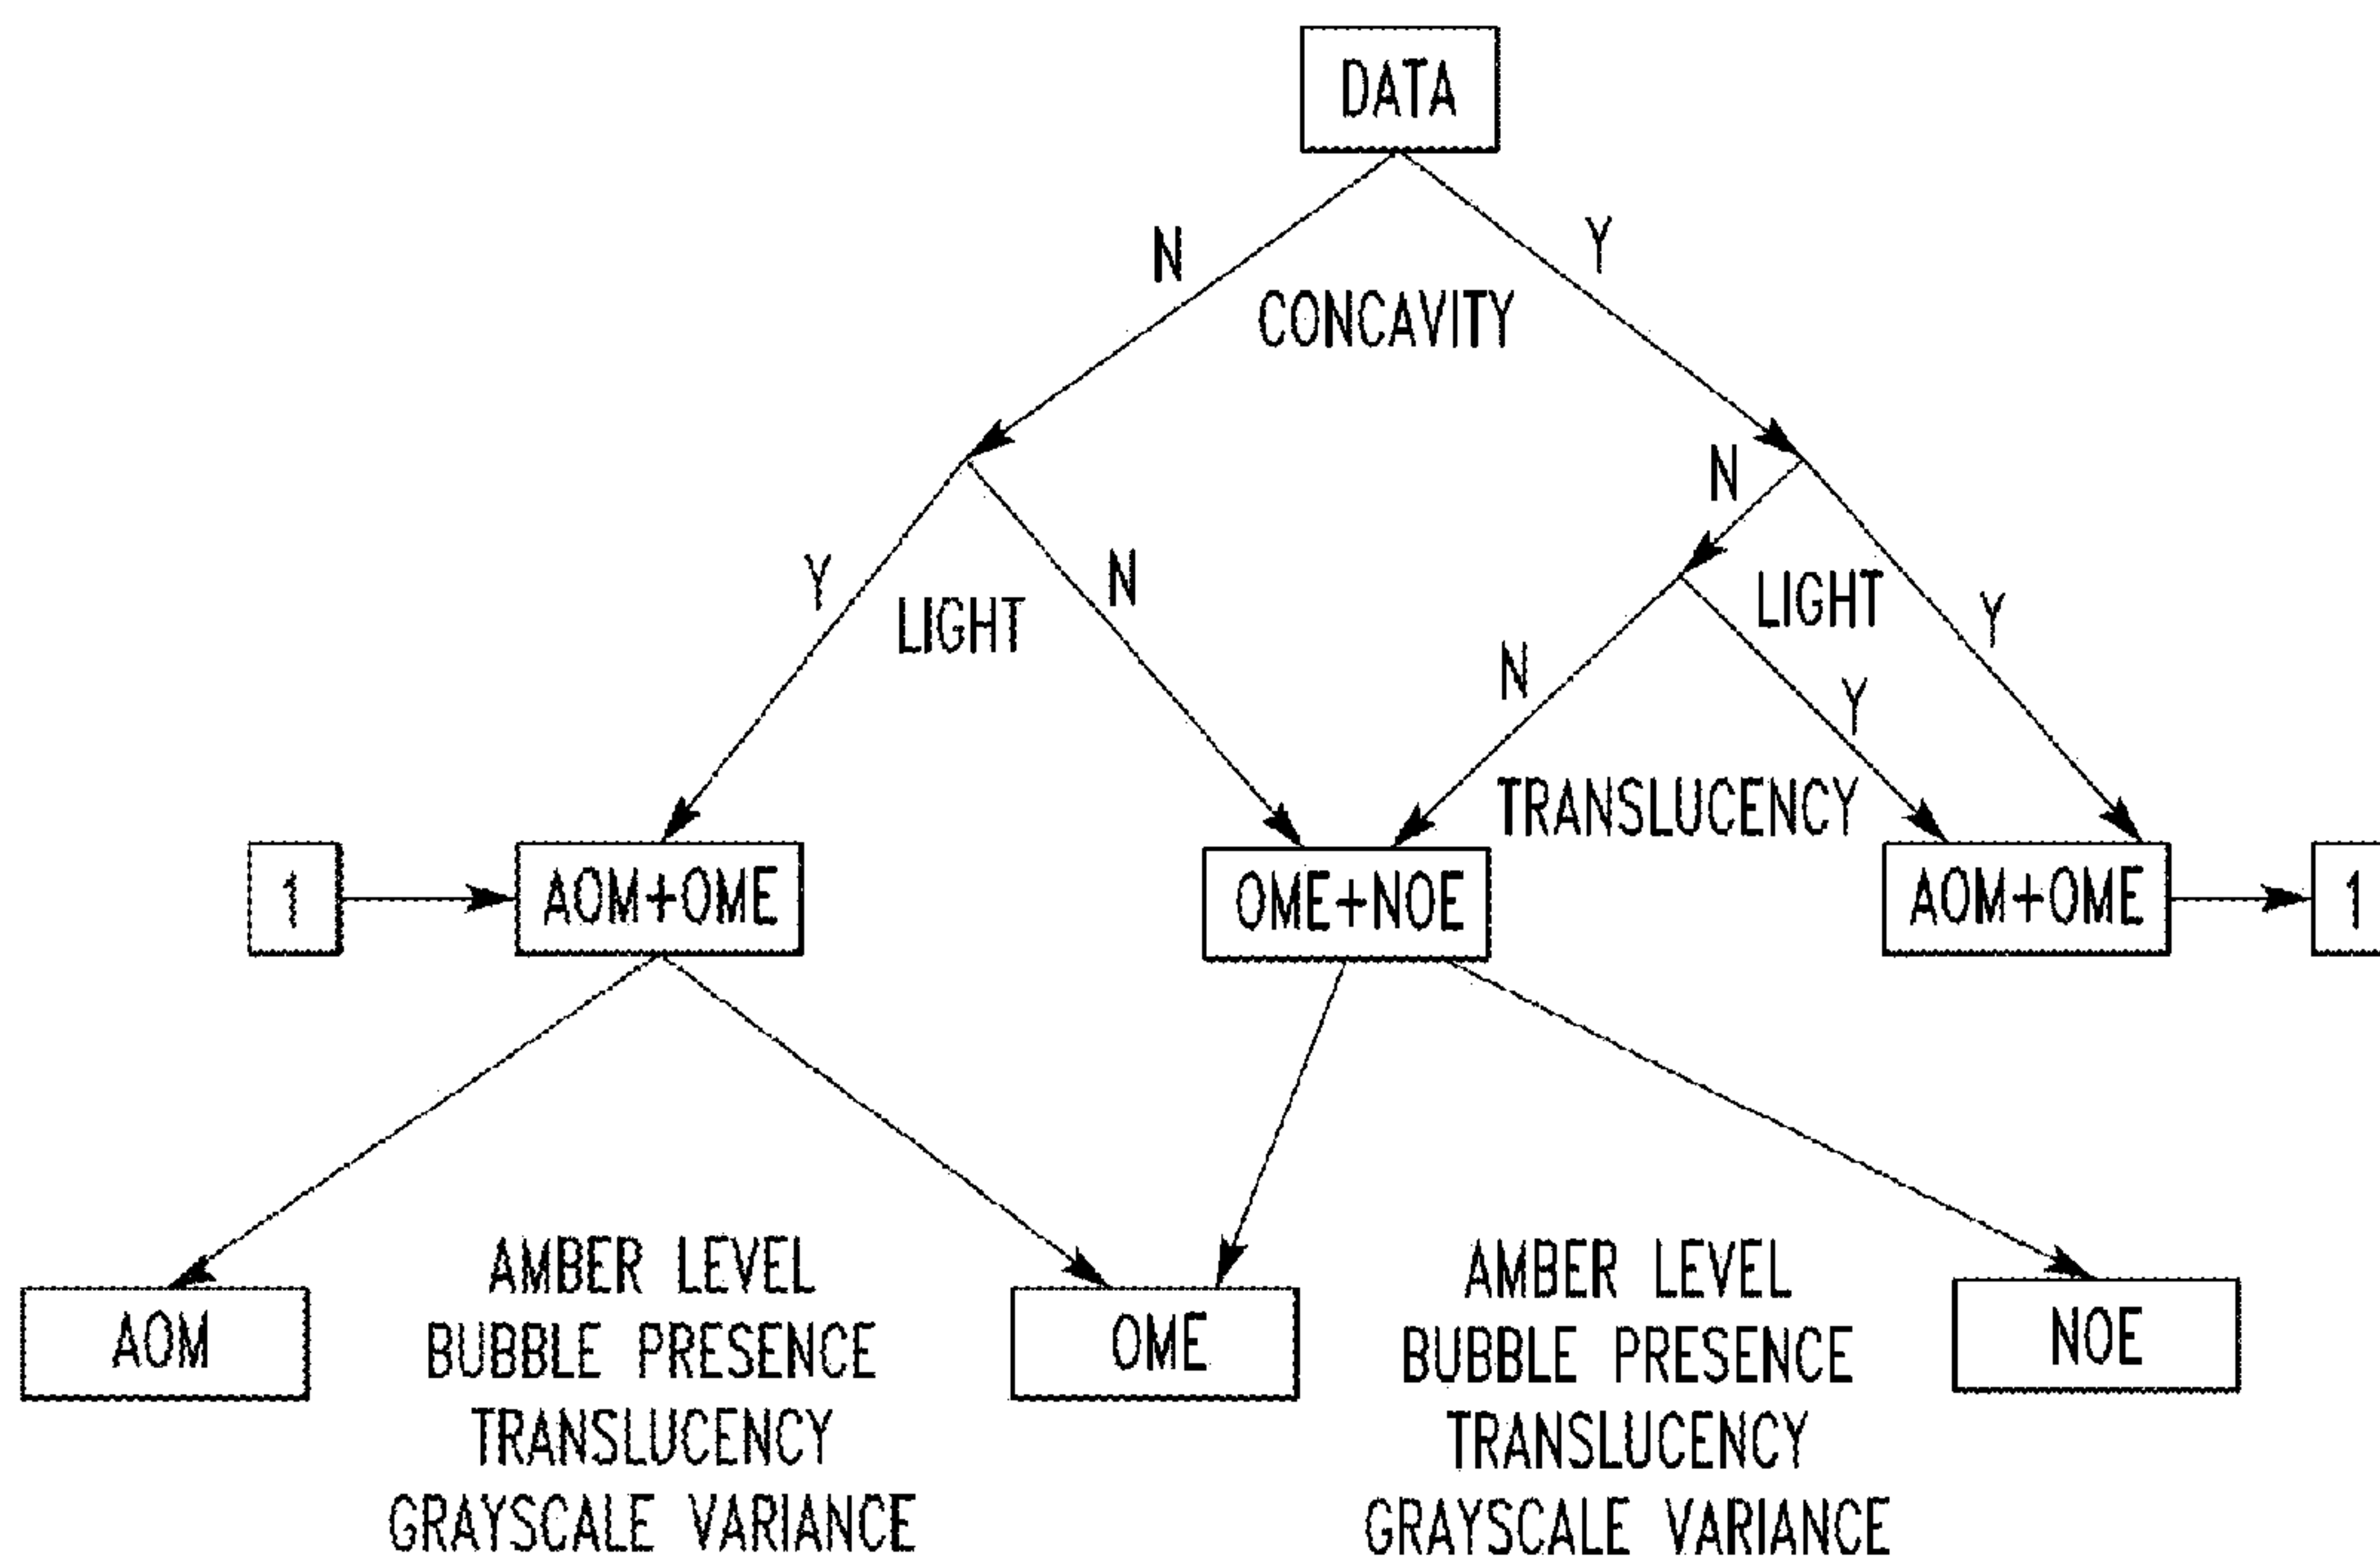 DATA
N
Y
CONCAVITY
N
Y
LIGHT
N
LIGHT
Y
N
Y
TRANSLUCENCY
1
AOM+OME
OME+NOE
AOM+OME
1
AMBER LEVEL
BUBBLE PRESENCE
TRANSLUCENCY
GRAYSCALE VARIANCE
AMBER LEVEL
BUBBLE PRESENCE
TRANSLUCENCY
GRAYSCALE VARIANCE
AOM
OME
NOE